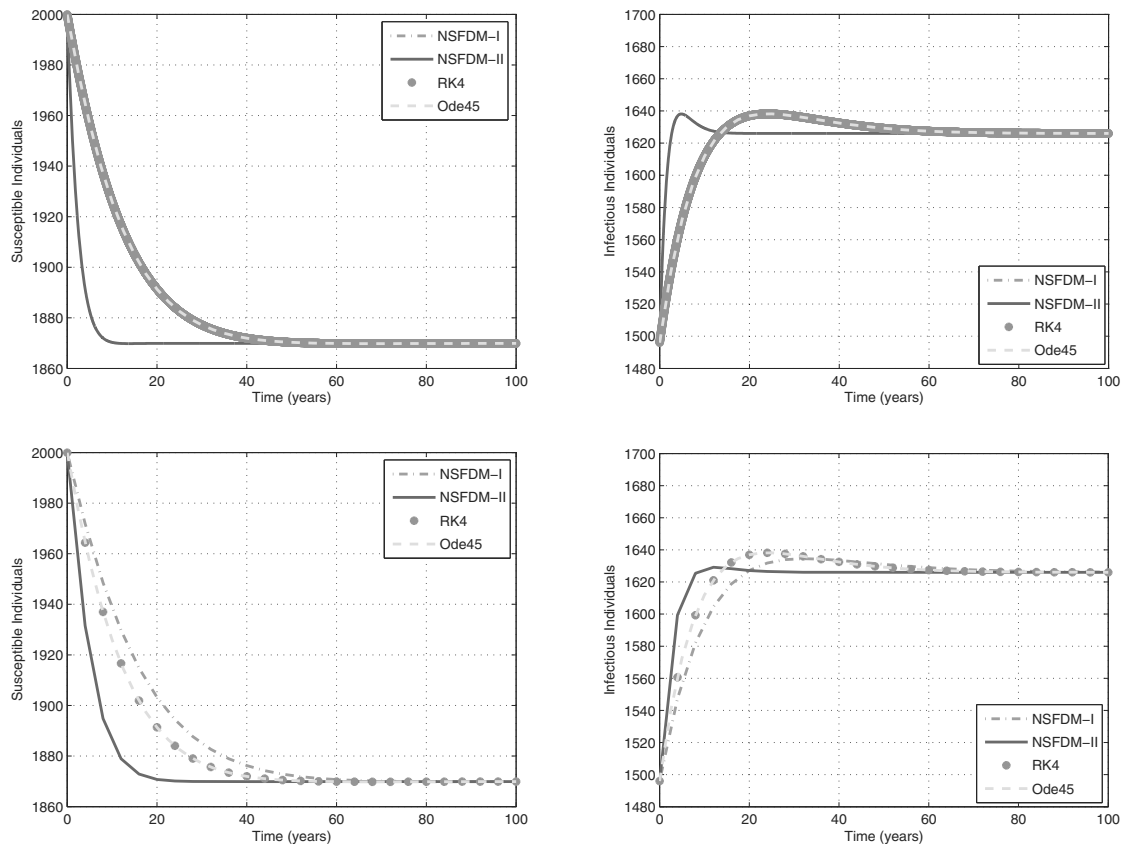 2000
1980
1960
1940
1920
1900
1880
1860
Susceptible Individuals
0 20 40 60 80 100
Time (years)
NSFDM-I
NSFDM-II
RK4
Ode45
1700
1680
1660
1640
1620
1600
1580
1560
1540
1520
1500
1480
Infectious Individuals
0 20 40 60 80 100
Time (years)
NSFDM-I
NSFDM-II
RK4
Ode45
2000
1980
1960
1940
1920
1900
1880
1860
Susceptible Individuals
0 20 40 60 80 100
Time (years)
NSFDM-I
NSFDM-II
RK4
Ode45
1700
1680
1660
1640
1620
1600
1580
1560
1540
1520
1500
1480
Infectious Individuals
0 20 40 60 80 100
Time (years)
NSFDM-I
NSFDM-II
RK4
Ode45